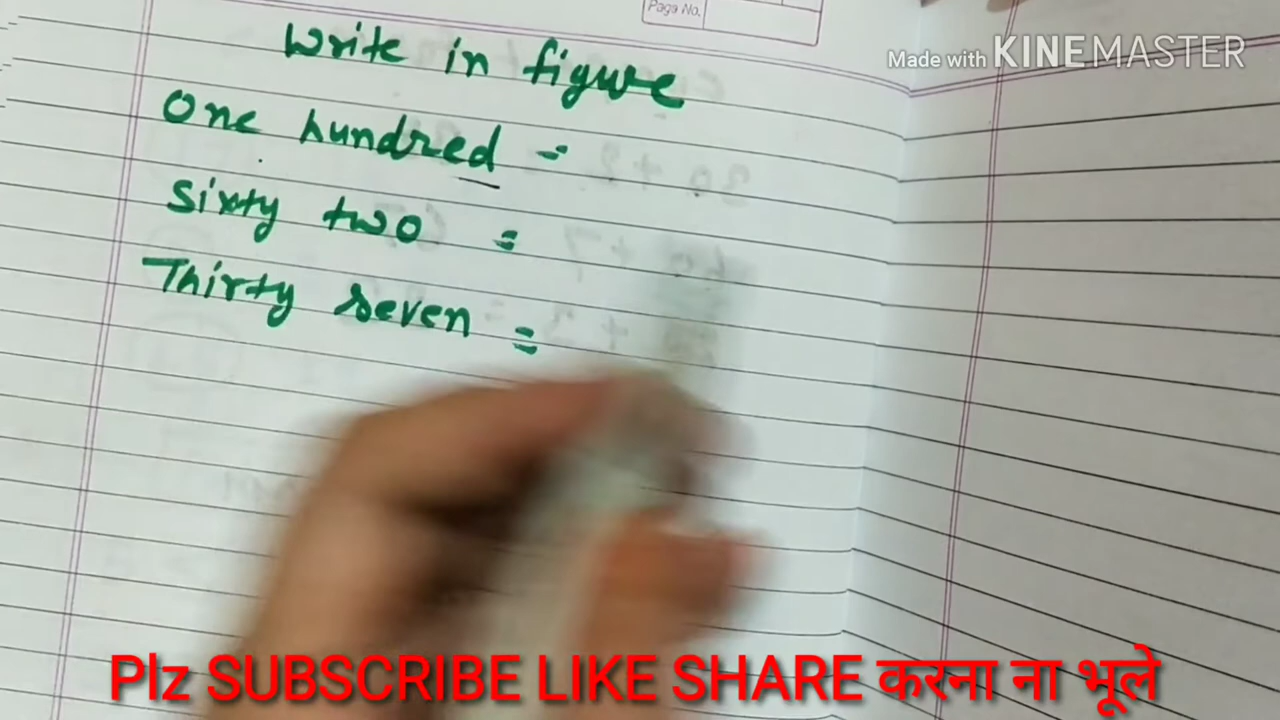 Page No.
Made with KINEMASTER
Write in figure
One hundred =
Sixty two =
Thirty seven =
Plz SUBSCRIBE LIKE SHARE करना ना भूले